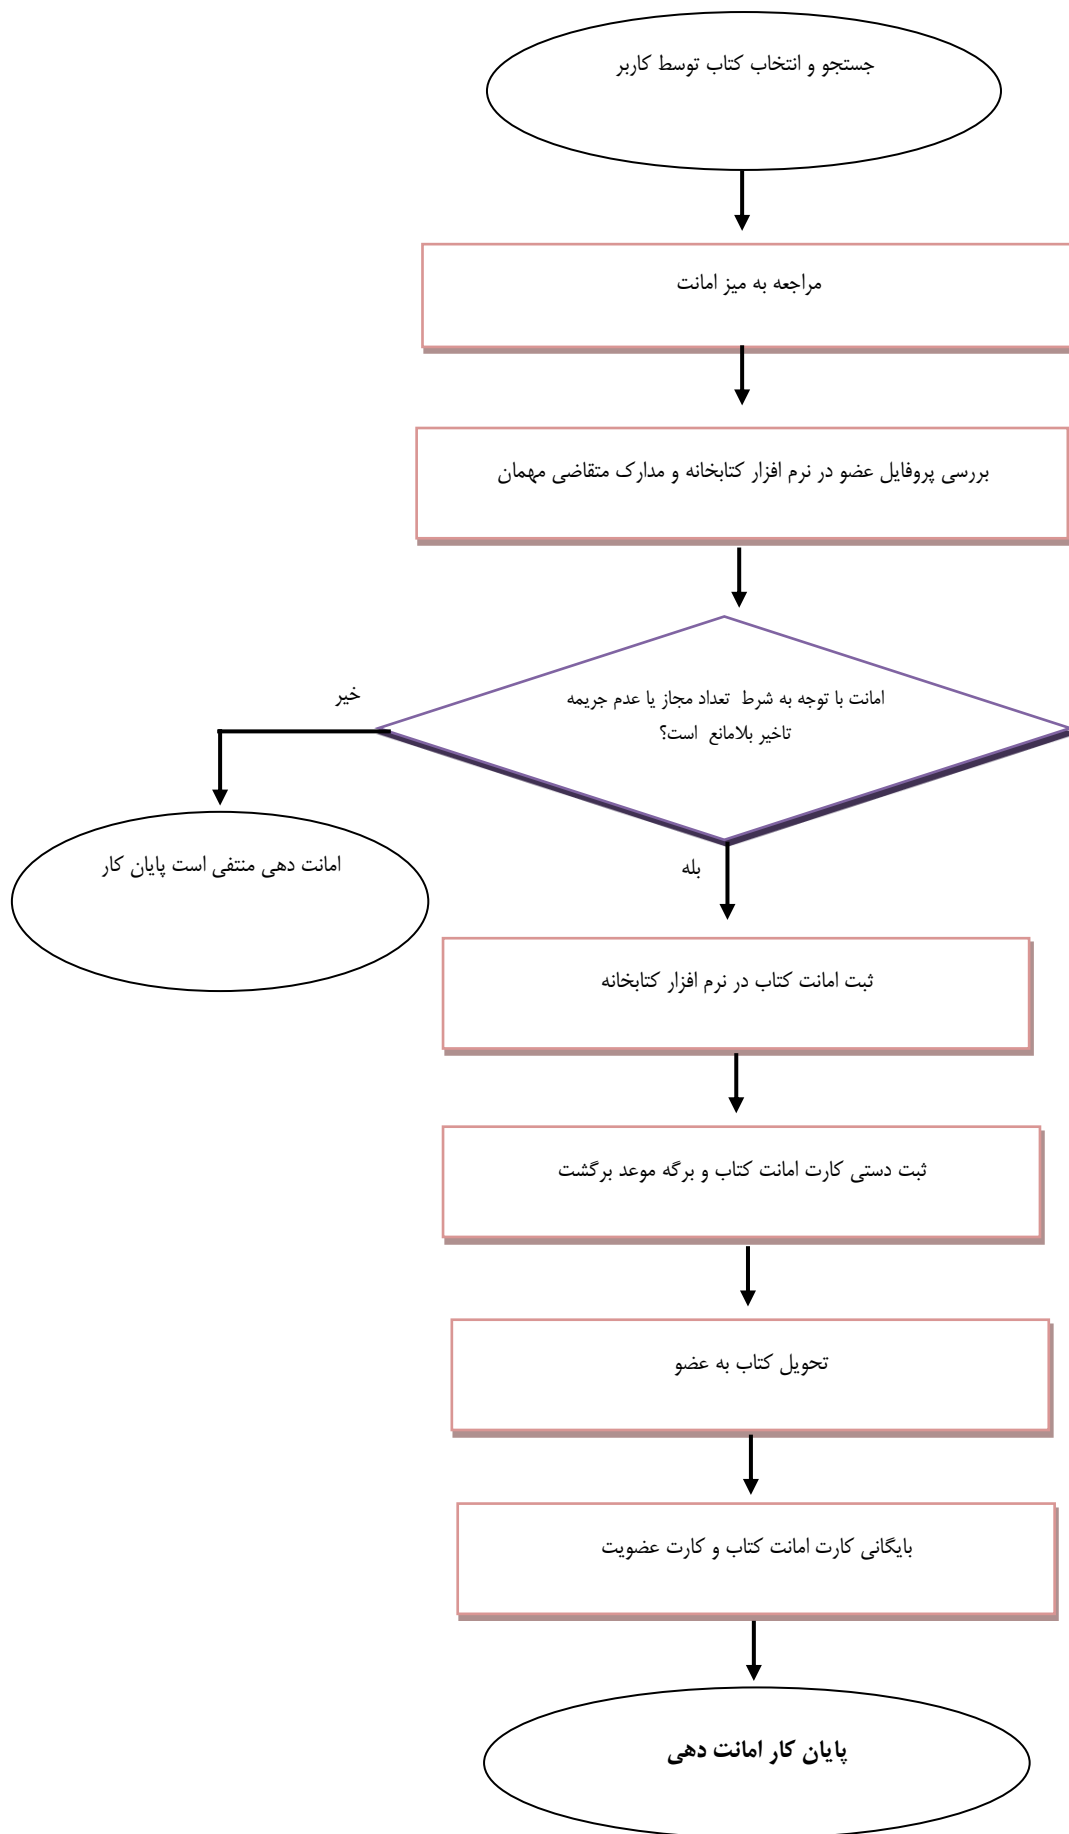 جستجو و انتخاب کتاب توسط کاربر
مراجعه به میز امانت
بررسی پروفایل عضو در نرم افزار کتابخانه و مدارک متقاضی مهمان
خیر
امانت با توجه به شرط تعداد مجاز یا عدم جریمه
تاخیر بلامانع است؟
امانت دهی منتفی است پایان کار
بله
ثبت امانت کتاب در نرم افزار کتابخانه
ثبت دستی کارت امانت کتاب و برگه موعد برگشت
تحویل کتاب به عضو
بایگانی کارت امانت کتاب و کارت عضویت
پایان کار امانت دهی